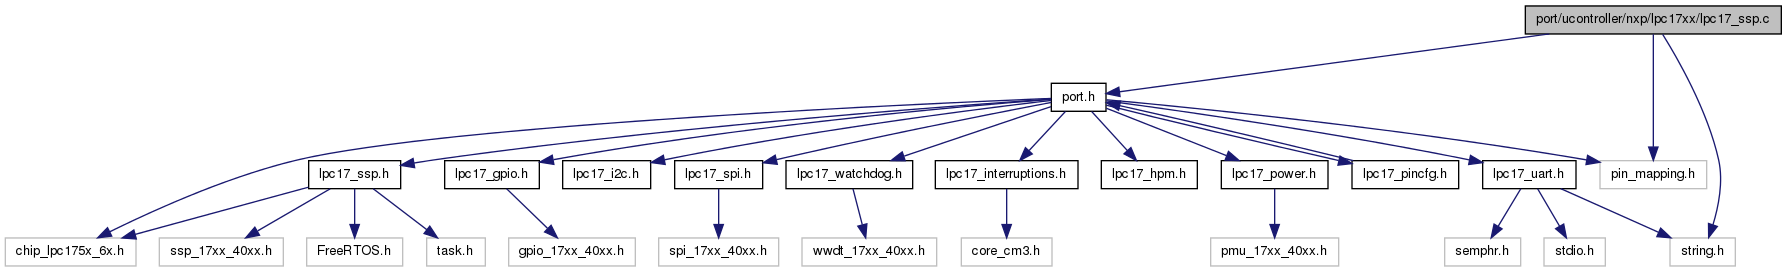 port/ucontroller/nxp/lpc17xx/lpc17_ssp.c
port.h
lpc17_ssp.h
lpc17_gpio.h
lpc17_i2c.h
lpc17_spi.h
lpc17_watchdog.h
lpc17_interruptions.h
lpc17_hpm.h
lpc17_power.h
lpc17_pincfg.h
lpc17_uart.h
pin_mapping.h
chip_lpc175x_6x.h
ssp_17xx_40xx.h
FreeRTOS.h
task.h
gpio_17xx_40xx.h
spi_17xx_40xx.h
wwdt_17xx_40xx.h
core_cm3.h
pmu_17xx_40xx.h
semphr.h
stdio.h
string.h